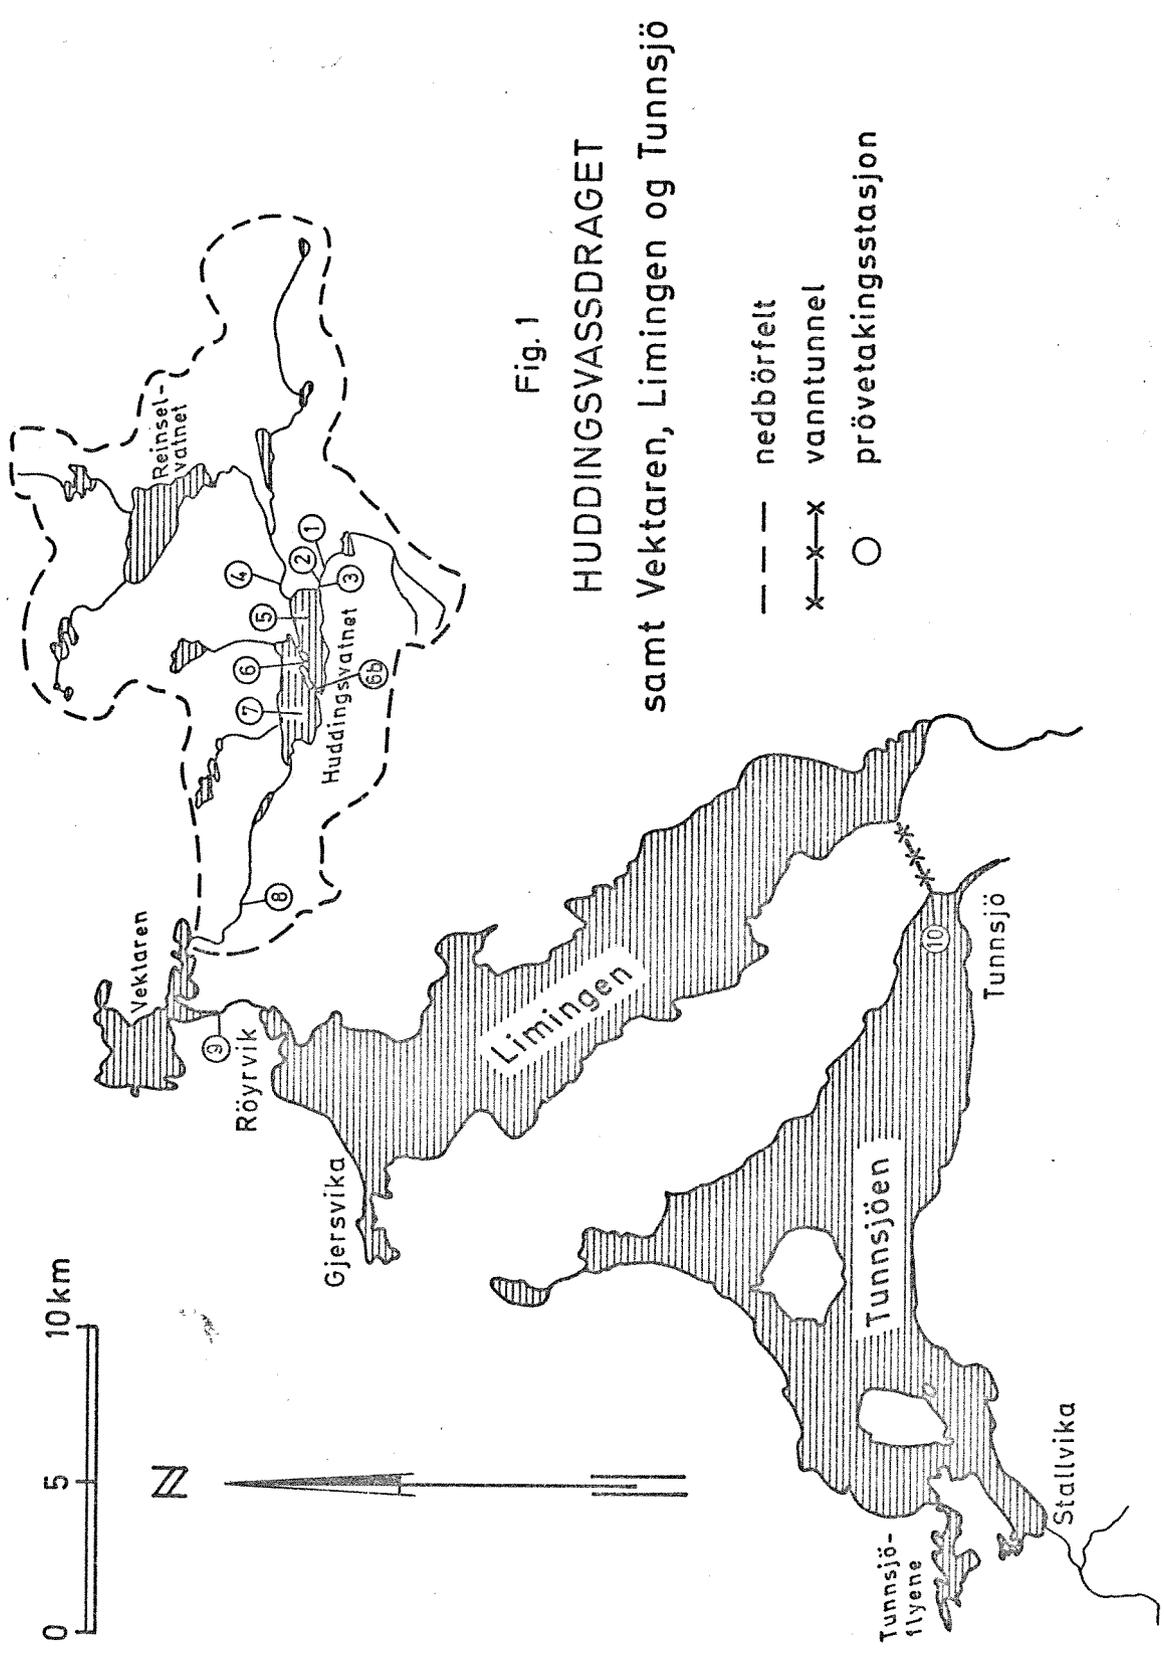 Fig. 1
HUDDINGSVASSDRAGET
samt Vektaren, Limingen og Tunnsjö
nedbörfelt
vanntunnel
prövetakingsstasjon
0 5 10 km
N
Vektaren
Röyrvik
Gjersvika
Limingen
Reinsel-
vatnet
Huddingsvatnet
1
2
3
4
5
6
6b
7
8
9
10
Tunnsjö
Tunnsjöen
Tunnsjö-
flyene
Stallvika